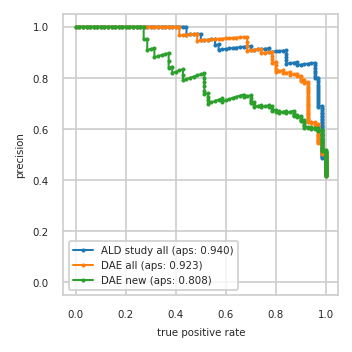 1.0
0.8
0.6
0.4
0.2
0.0
precision
ALD study all (aps: 0.940)
DAE all (aps: 0.923)
DAE new (aps: 0.808)
0.0 0.2 0.4 0.6 0.8 1.0
true positive rate